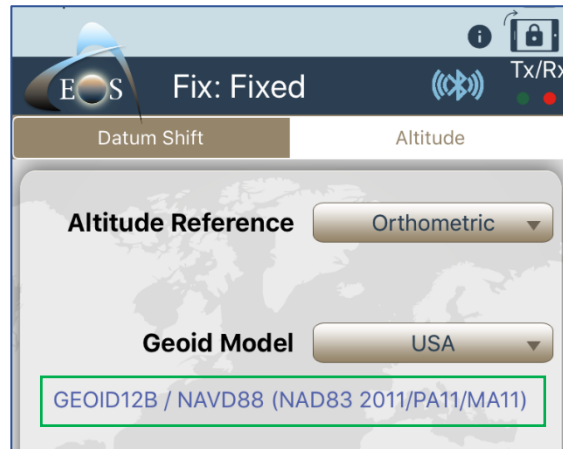 EOS
Fix: Fixed
Tx/Rx
Datum Shift
Altitude
Altitude Reference
Orthometric
Geoid Model
USA
GEOID12B / NAVD88 (NAD83 2011/PA11/MA11)